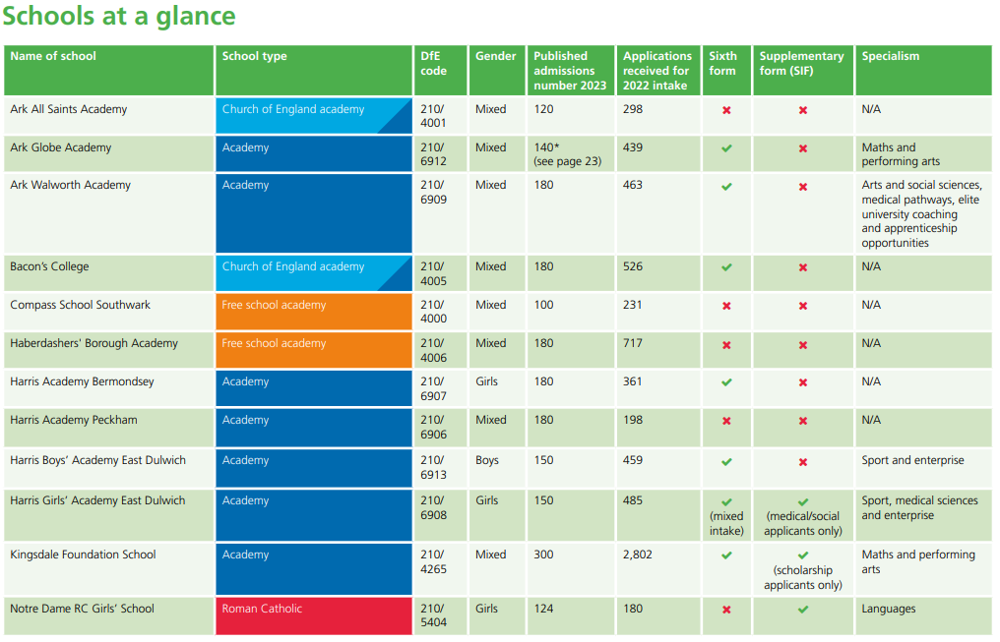 Schools at a glance
Name of school School type DfE code Gender Published admissions number 2023 Applications received for 2022 intake Sixth form Supplementary form (SIF) Specialism
Ark All Saints Academy Church of England academy 210/4001 Mixed 120 298 ✖ ✖ N/A
Ark Globe Academy Academy 210/6912 Mixed 140* (see page 23) 439 ✔ ✖ Maths and performing arts
Ark Walworth Academy Academy 210/6909 Mixed 180 463 ✔ ✖ Arts and social sciences, medical pathways, elite university coaching and apprenticeship opportunities
Bacon’s College Church of England academy 210/4005 Mixed 180 526 ✔ ✖ N/A
Compass School Southwark Free school academy 210/4000 Mixed 100 231 ✖ ✖ N/A
Haberdashers’ Borough Academy Free school academy 210/4006 Mixed 180 717 ✖ ✖ N/A
Harris Academy Bermondsey Academy 210/6907 Girls 180 361 ✔ ✖ N/A
Harris Academy Peckham Academy 210/6906 Mixed 180 198 ✖ ✖ N/A
Harris Boys’ Academy East Dulwich Academy 210/6913 Boys 150 459 ✔ ✖ Sport and enterprise
Harris Girls’ Academy East Dulwich Academy 210/6908 Girls 150 485 ✔ (mixed intake) ✔ (medical/social applicants only) Sport, medical sciences and enterprise
Kingsdale Foundation School Academy 210/4265 Mixed 300 2,802 ✔ ✔ (scholarship applicants only) Maths and performing arts
Notre Dame RC Girls’ School Roman Catholic 210/5404 Girls 124 180 ✖ ✔ Languages